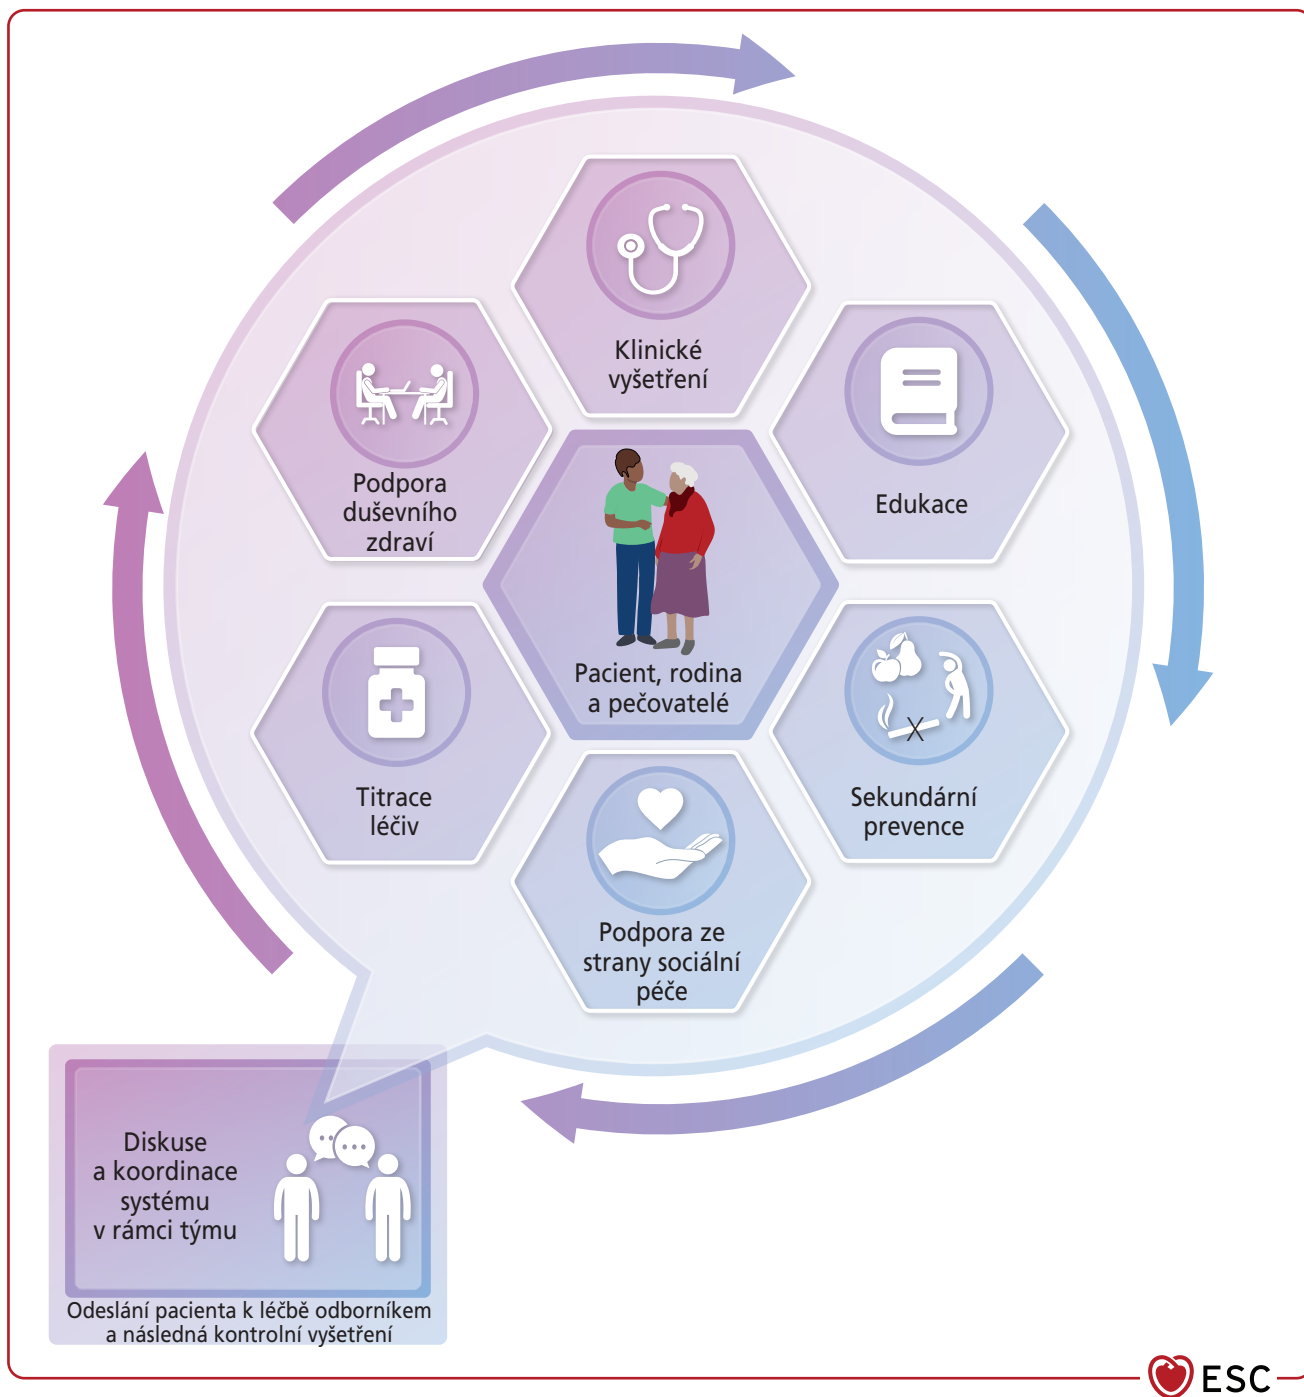 Klinické
vyšetření
Podpora
duševního
zdraví
Edukace
Pacient, rodina
a pečovatelé
Titrace
léčiv
Sekundární
prevence
Podpora ze
strany sociální
péče
Diskuse
a koordinace
systému
v rámci týmu
Odeslání pacienta k léčbě odborníkem
a následná kontrolní vyšetření
ESC